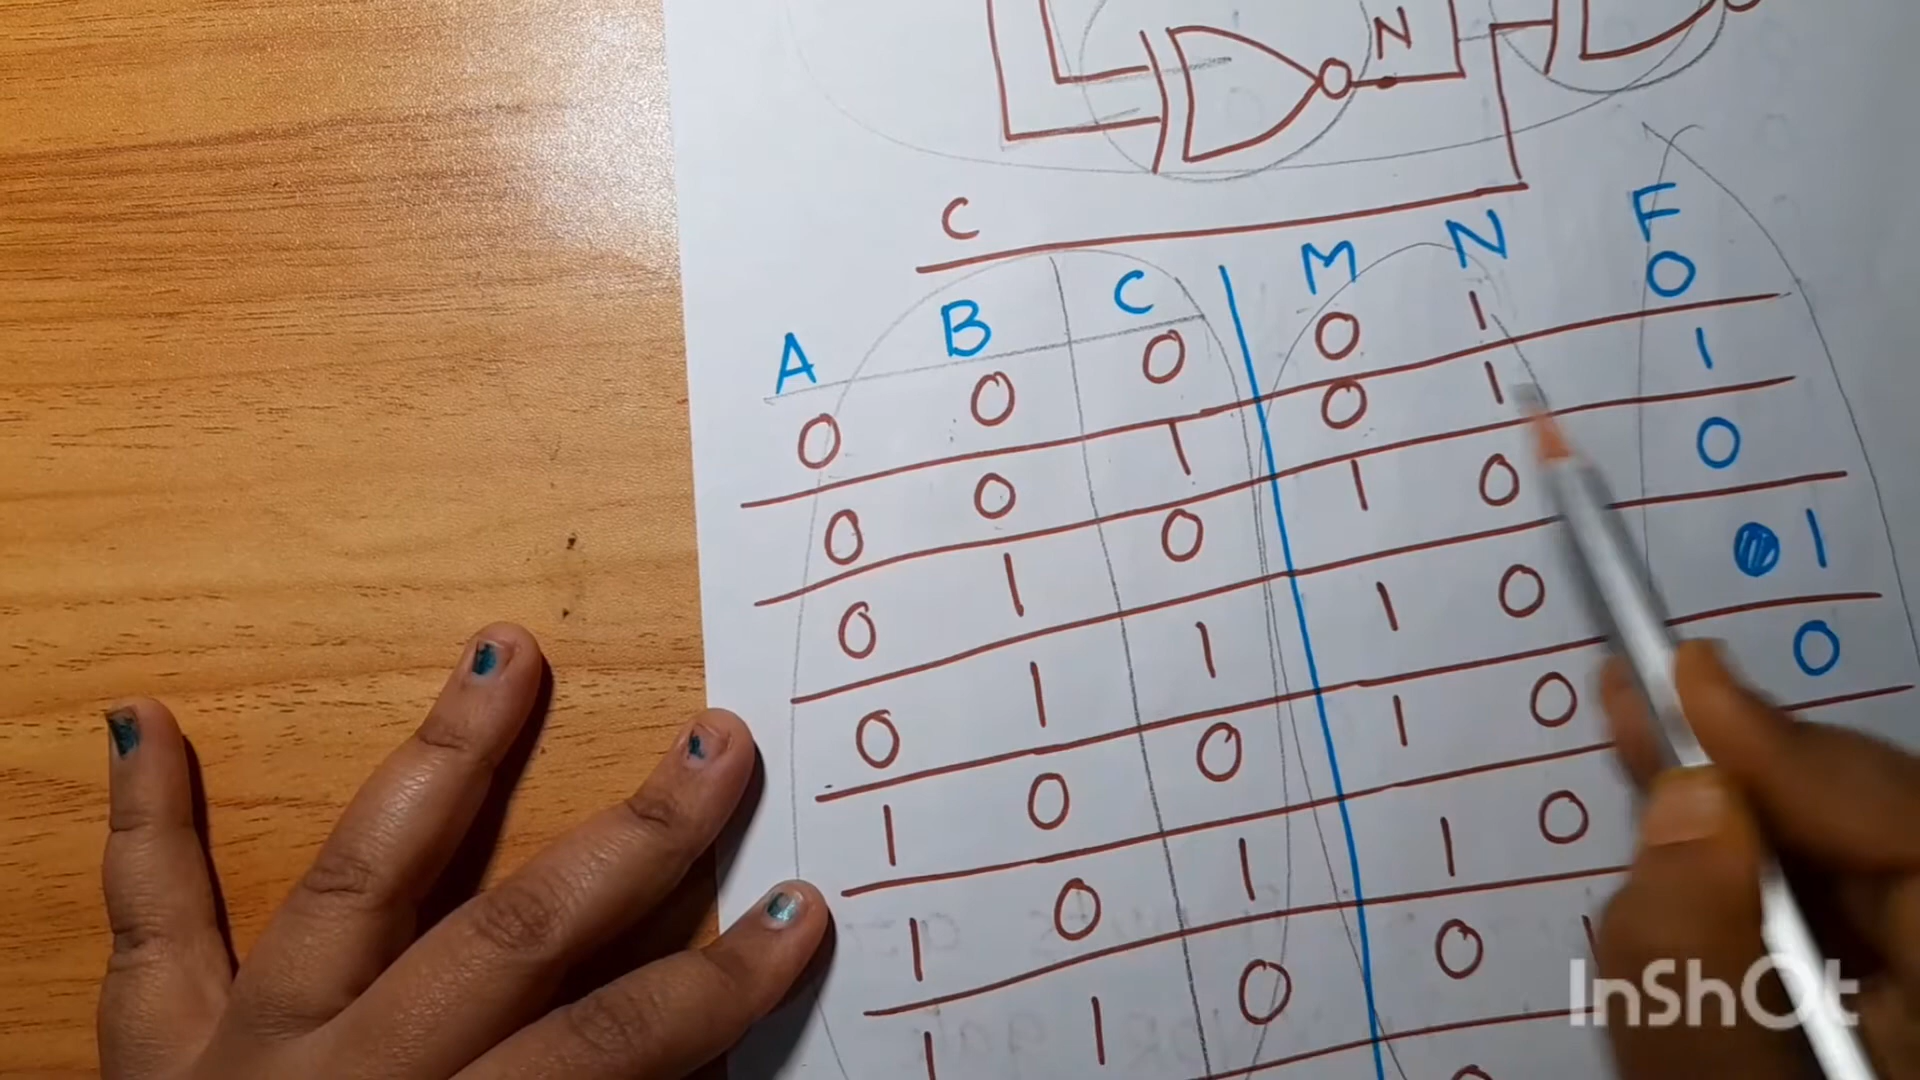 N
C
A B C M N F
0 0 0 0 1 0
0 0 1 0 1 1
0 1 0 1 0 0
0 1 1 1 0 1
1 0 0 1 0 0
1 0 1 1 0
1 1 0 0 1
1 1
InShOt